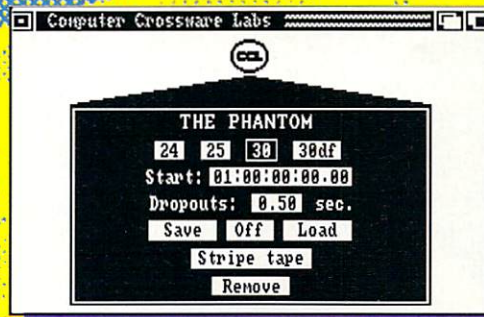 Computer Crossware Labs
CCL
THE PHANTOM
24 25 30 30df
Start: 01:00:00:00.00
Dropouts: 0.50 sec.
Save Off Load
Stripe tape
Remove